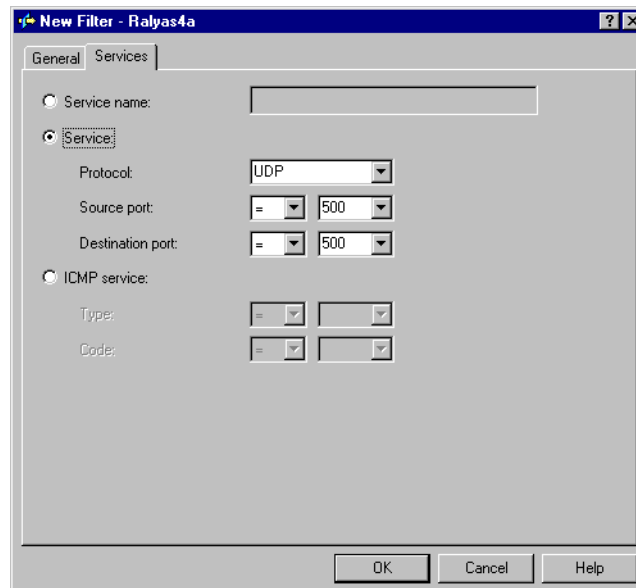 New Filter - Ralyas4a
General Services
Service name:
Service:
Protocol: UDP
Source port: = 500
Destination port: = 500
ICMP service:
Type: =
Code: =
OK Cancel Help